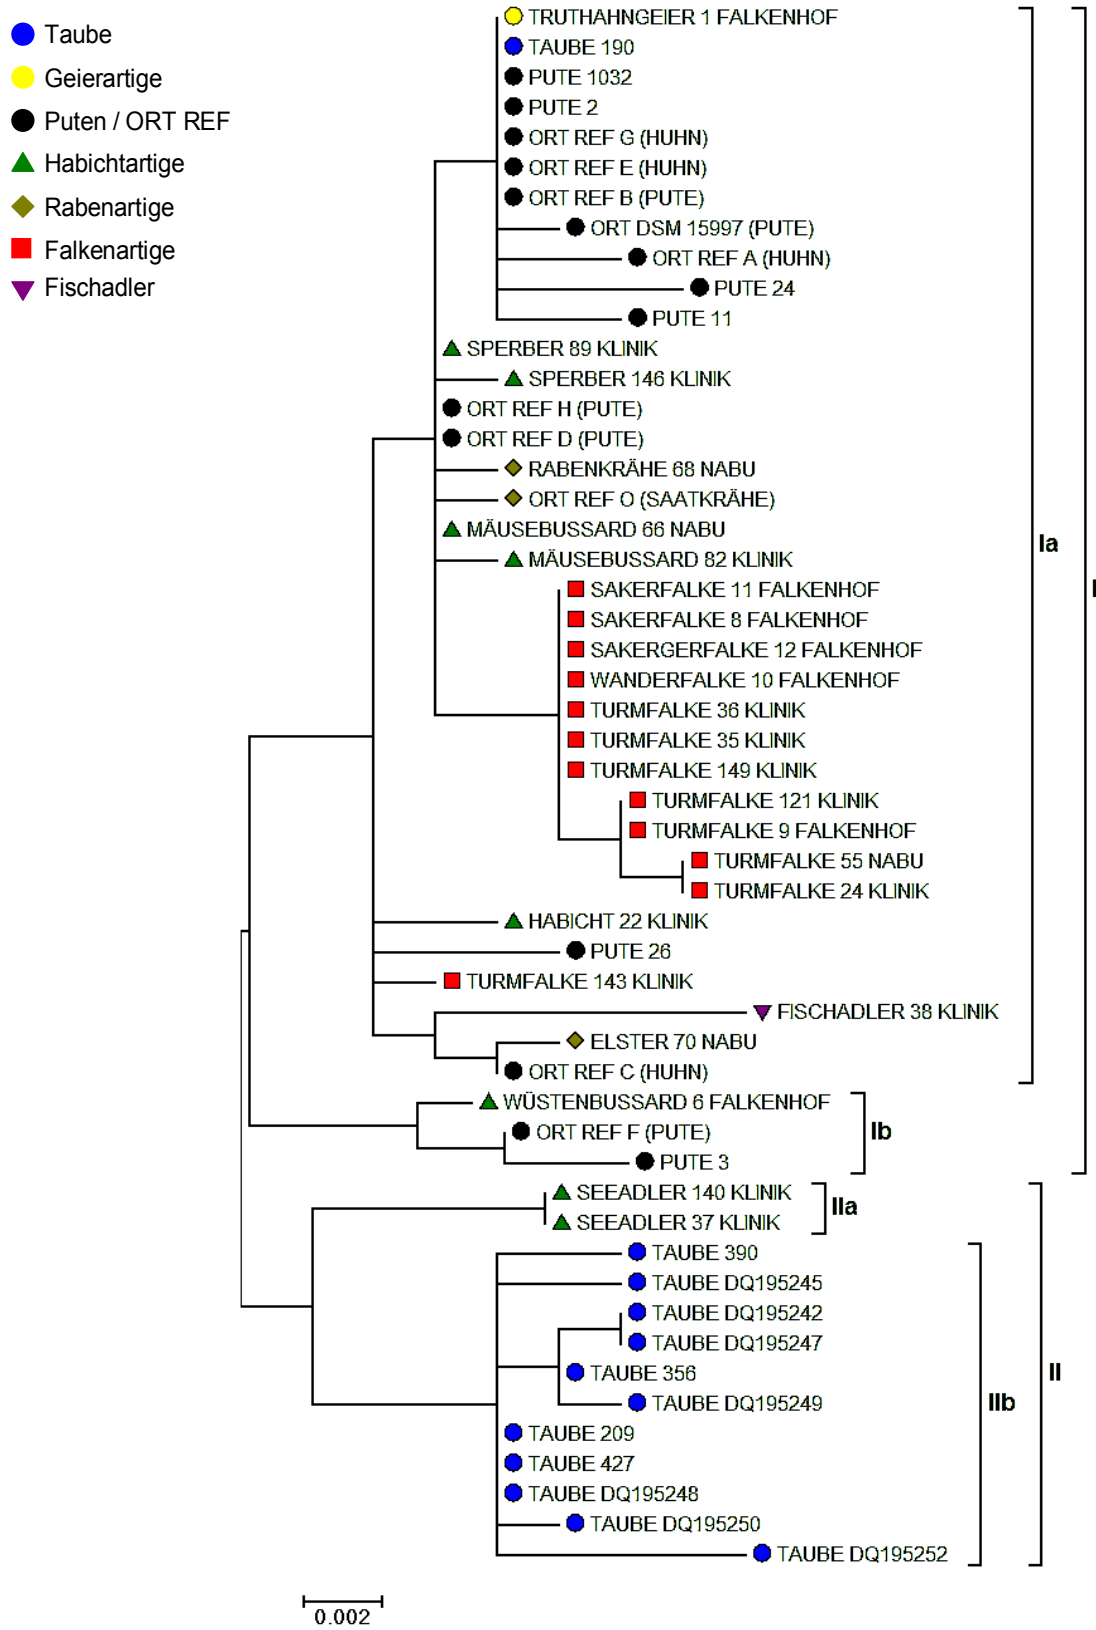 Taube
Geierartige
Puten / ORT REF
Habichtartige
Rabenartige
Falkenartige
Fischadler
TRUTHAHNGEIER 1 FALKENHOF
TAUBE 190
PUTE 1032
PUTE 2
ORT REF G (HUHN)
ORT REF E (HUHN)
ORT REF B (PUTE)
ORT DSM 15997 (PUTE)
ORT REF A (HUHN)
PUTE 24
PUTE 11
SPERBER 89 KLINIK
SPERBER 146 KLINIK
ORT REF H (PUTE)
ORT REF D (PUTE)
RABENKRÄHE 68 NABU
ORT REF O (SAATKRÄHE)
MÄUSEBUSSARD 66 NABU
MÄUSEBUSSARD 82 KLINIK
SAKERFALKE 11 FALKENHOF
SAKERFALKE 8 FALKENHOF
SAKERGERFALKE 12 FALKENHOF
WANDERFALKE 10 FALKENHOF
TURMFALKE 36 KLINIK
TURMFALKE 35 KLINIK
TURMFALKE 149 KLINIK
TURMFALKE 121 KLINIK
TURMFALKE 9 FALKENHOF
TURMFALKE 55 NABU
TURMFALKE 24 KLINIK
HABICHT 22 KLINIK
PUTE 26
TURMFALKE 143 KLINIK
FISCHADLER 38 KLINIK
ELSTER 70 NABU
ORT REF C (HUHN)
WÜSTENBUSSARD 6 FALKENHOF
ORT REF F (PUTE)
PUTE 3
SEEADLER 140 KLINIK
SEEADLER 37 KLINIK
TAUBE 390
TAUBE DQ195245
TAUBE DQ195242
TAUBE DQ195247
TAUBE 356
TAUBE DQ195249
TAUBE 209
TAUBE 427
TAUBE DQ195248
TAUBE DQ195250
TAUBE DQ195252
Ia
I
Ib
IIa
IIb
II
0.002